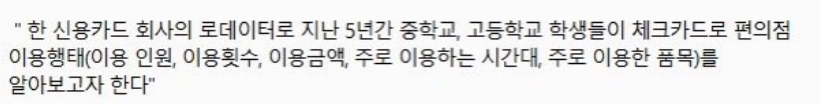 " 한 신용카드 회사의 로데이터로 지난 5년간 중학교, 고등학교 학생들이 체크카드로 편의점
이용행태(이용 인원, 이용횟수, 이용금액, 주로 이용하는 시간대, 주로 이용한 품목)를
알아보고자 한다"